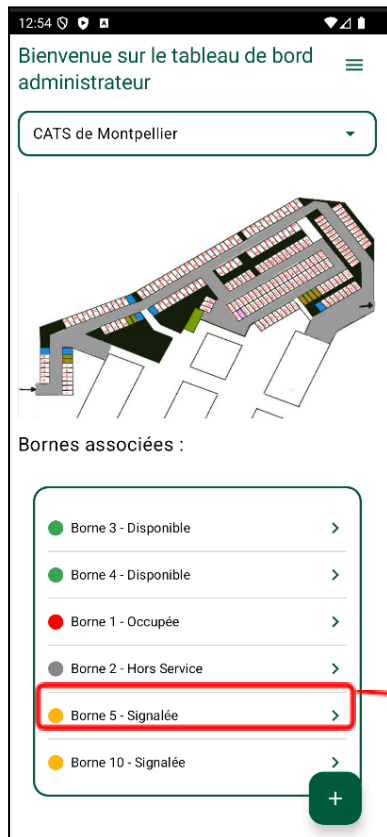 12:54
Bienvenue sur le tableau de bord
administrateur
CATS de Montpellier
Bornes associées :
Borne 3 - Disponible
Borne 4 - Disponible
Borne 1 - Occupée
Borne 2 - Hors Service
Borne 5 - Signalée
Borne 10 - Signalée
+